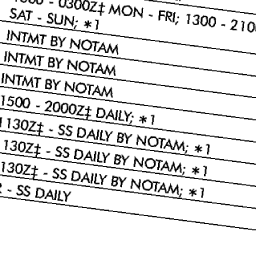 0300Z‡ MON - FRI; 1300 -
SAT - SUN; *1
INTMT BY NOTAM
INTMT BY NOTAM
INTMT BY NOTAM
1500 - 2000Z‡ DAILY; *1
1130Z‡ - SS DAILY BY NOTAM; *1
130Z‡ - SS DAILY BY NOTAM; *1
130Z‡ - SS DAILY BY NOTAM; *1
- SS DAILY